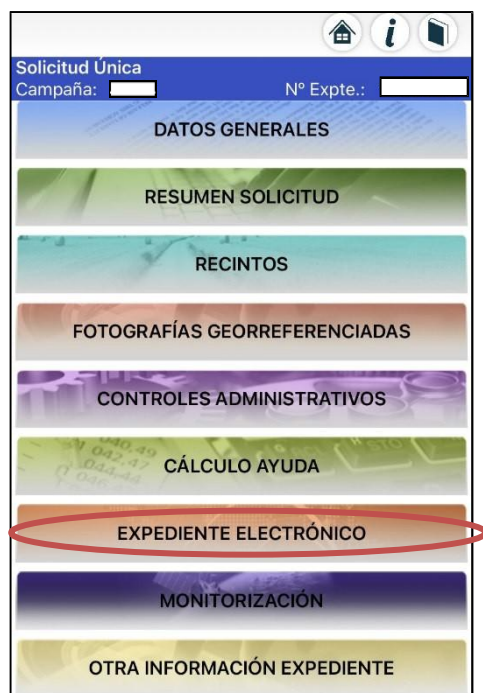 i
Solicitud Única
Campaña: Nº Expte.:
DATOS GENERALES
RESUMEN SOLICITUD
RECINTOS
FOTOGRAFÍAS GEORREFERENCIADAS
CONTROLES ADMINISTRATIVOS
CÁLCULO AYUDA
EXPEDIENTE ELECTRÓNICO
MONITORIZACIÓN
OTRA INFORMACIÓN EXPEDIENTE